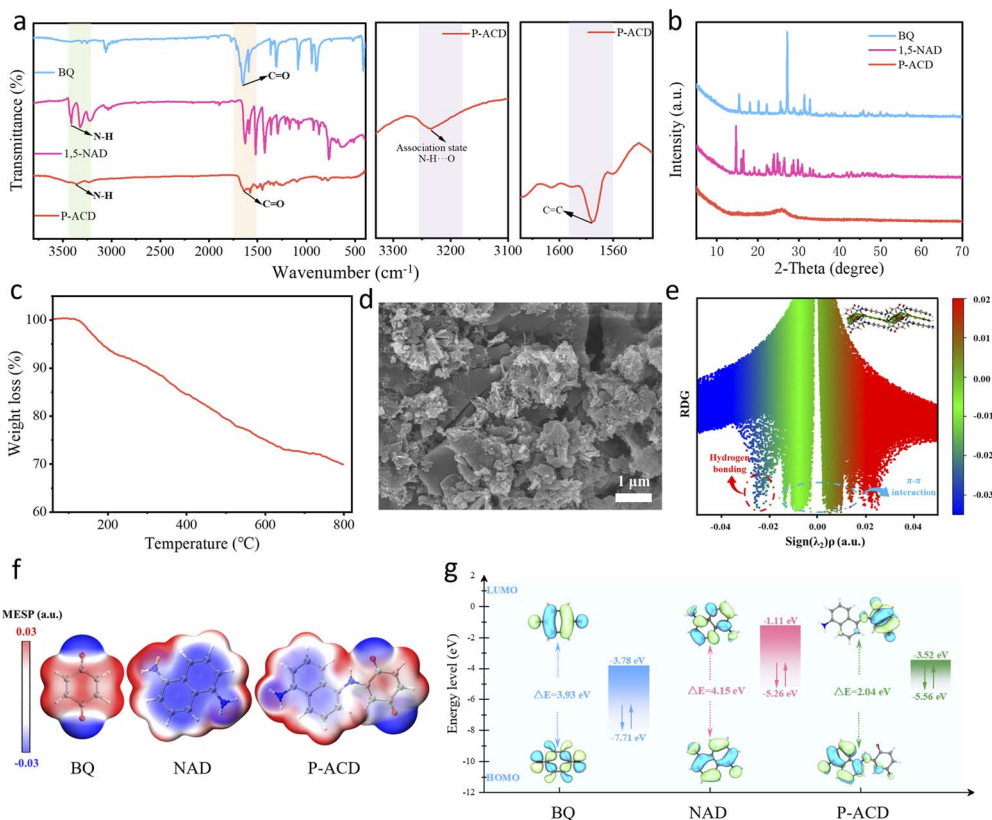 a
Transmittance (%)
BQ
C=O
N-H
1,5-NAD
N-H
C=O
P-ACD
3500 3000 2500 2000 1500 1000 500
Wavenumber (cm-1)
P-ACD
Association state
N-H···O
3300 3200 3100
P-ACD
C=C
1600 1560
b
Intensity (a.u.)
BQ
1,5-NAD
P-ACD
10 20 30 40 50 60 70
2-Theta (degree)
c
Weight loss (%)
100
90
80
70
60
200 400 600 800
Temperature (℃)
d
1 μm
e
RDG
Hydrogen
bonding
π-π
interaction
-0.04 -0.02 0.00 0.02 0.04
Sign(λ2)ρ (a.u.)
0.02
0.01
0.00
-0.01
-0.02
-0.03
f
MESP (a.u.)
0.03
-0.03
BQ NAD P-ACD
g
Energy level (eV)
2
0
-2
-4
-6
-8
-10
-12
LUMO
HOMO
△E=3.93 eV
-3.78 eV
-7.71 eV
△E=4.15 eV
-1.11 eV
-5.26 eV
△E=2.04 eV
-3.52 eV
-5.56 eV
BQ NAD P-ACD